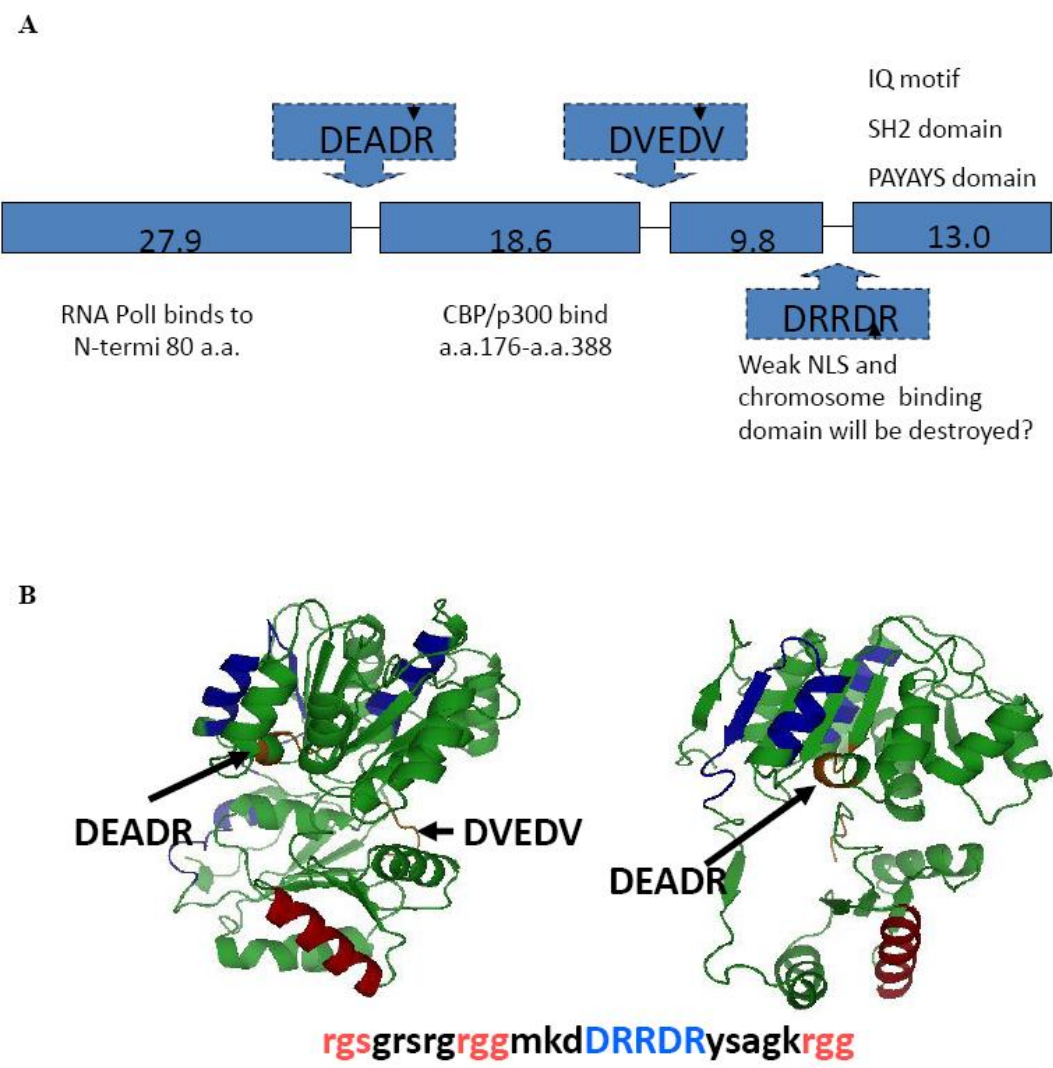 A
IQ motif
SH2 domain
PAYAYS domain
DEADR
DVEDV
27.9
18.6
9.8
13.0
RNA PolI binds to
N-termi 80 a.a.
CBP/p300 bind
a.a.176-a.a.388
DRRDR
Weak NLS and
chromosome binding
domain will be destroyed?
B
DEADR
DVEDV
DEADR
rgsgrsrgrggmkdDRRDRysagkrgg